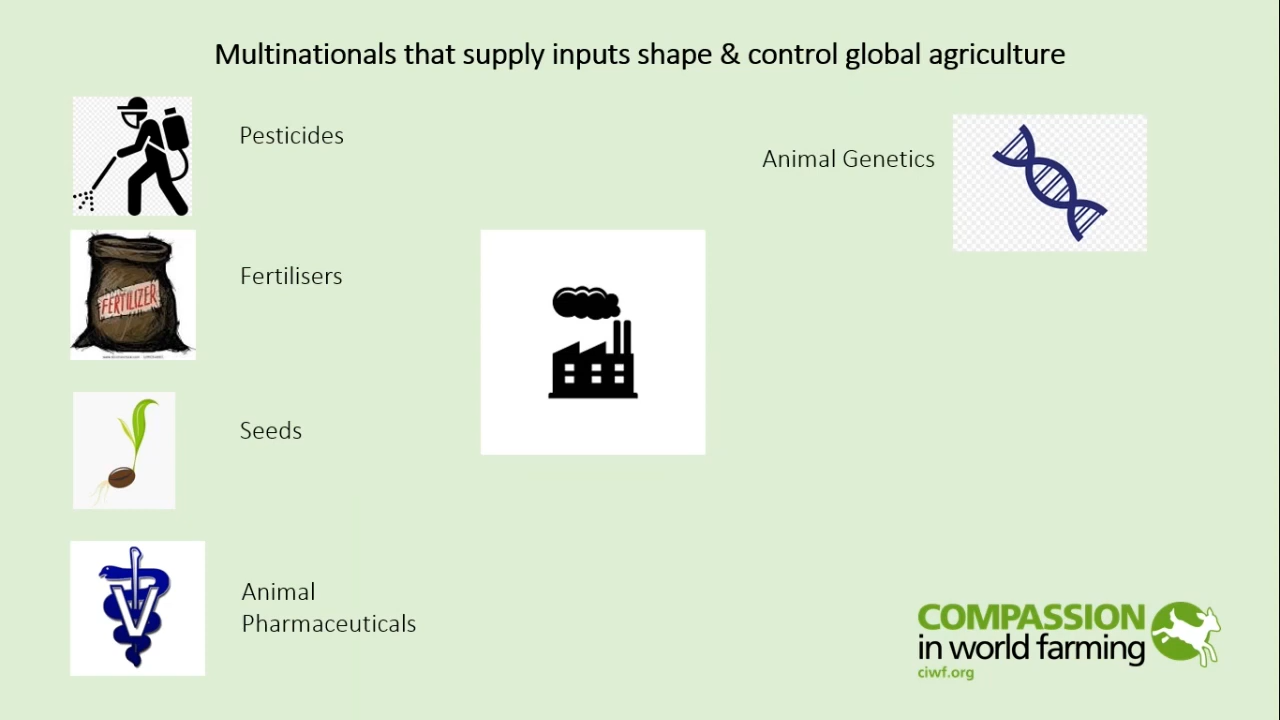 Multinationals that supply inputs shape & control global agriculture
Pesticides
Animal Genetics
Fertilisers
FERTILIZER
Seeds
V
Animal
Pharmaceuticals
COMPASSION
in world farming
ciwf.org